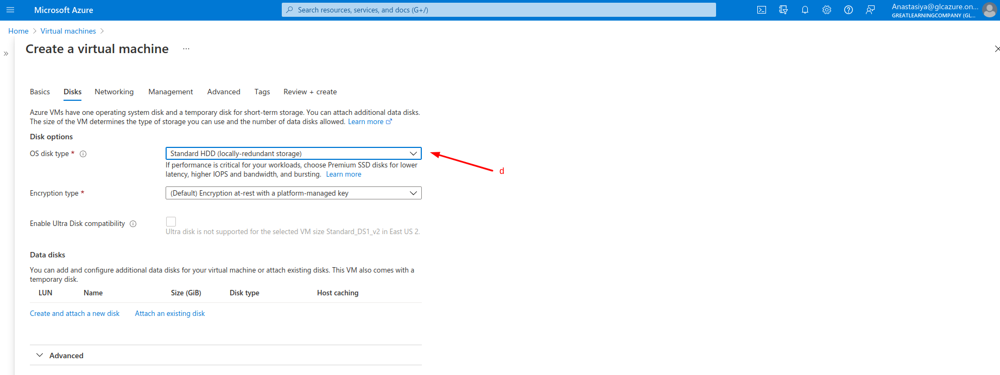 Microsoft Azure
Search resources, services, and docs (G+/)
Anastasiya@glcazure.on...
GREATLEARNINGCOMPANY (GL...
Home > Virtual machines >
Create a virtual machine ...
Basics Disks Networking Management Advanced Tags Review + create
Azure VMs have one operating system disk and a temporary disk for short-term storage. You can attach additional data disks.
The size of the VM determines the type of storage you can use and the number of data disks allowed. Learn more
Disk options
OS disk type *
Standard HDD (locally-redundant storage)
d
If performance is critical for your workloads, choose Premium SSD disks for lower
latency, higher IOPS and bandwidth, and bursting. Learn more
Encryption type *
(Default) Encryption at-rest with a platform-managed key
Enable Ultra Disk compatibility
Ultra disk is not supported for the selected VM size Standard_DS1_v2 in East US 2.
Data disks
You can add and configure additional data disks for your virtual machine or attach existing disks. This VM also comes with a
temporary disk.
LUN Name Size (GiB) Disk type Host caching
Create and attach a new disk Attach an existing disk
Advanced